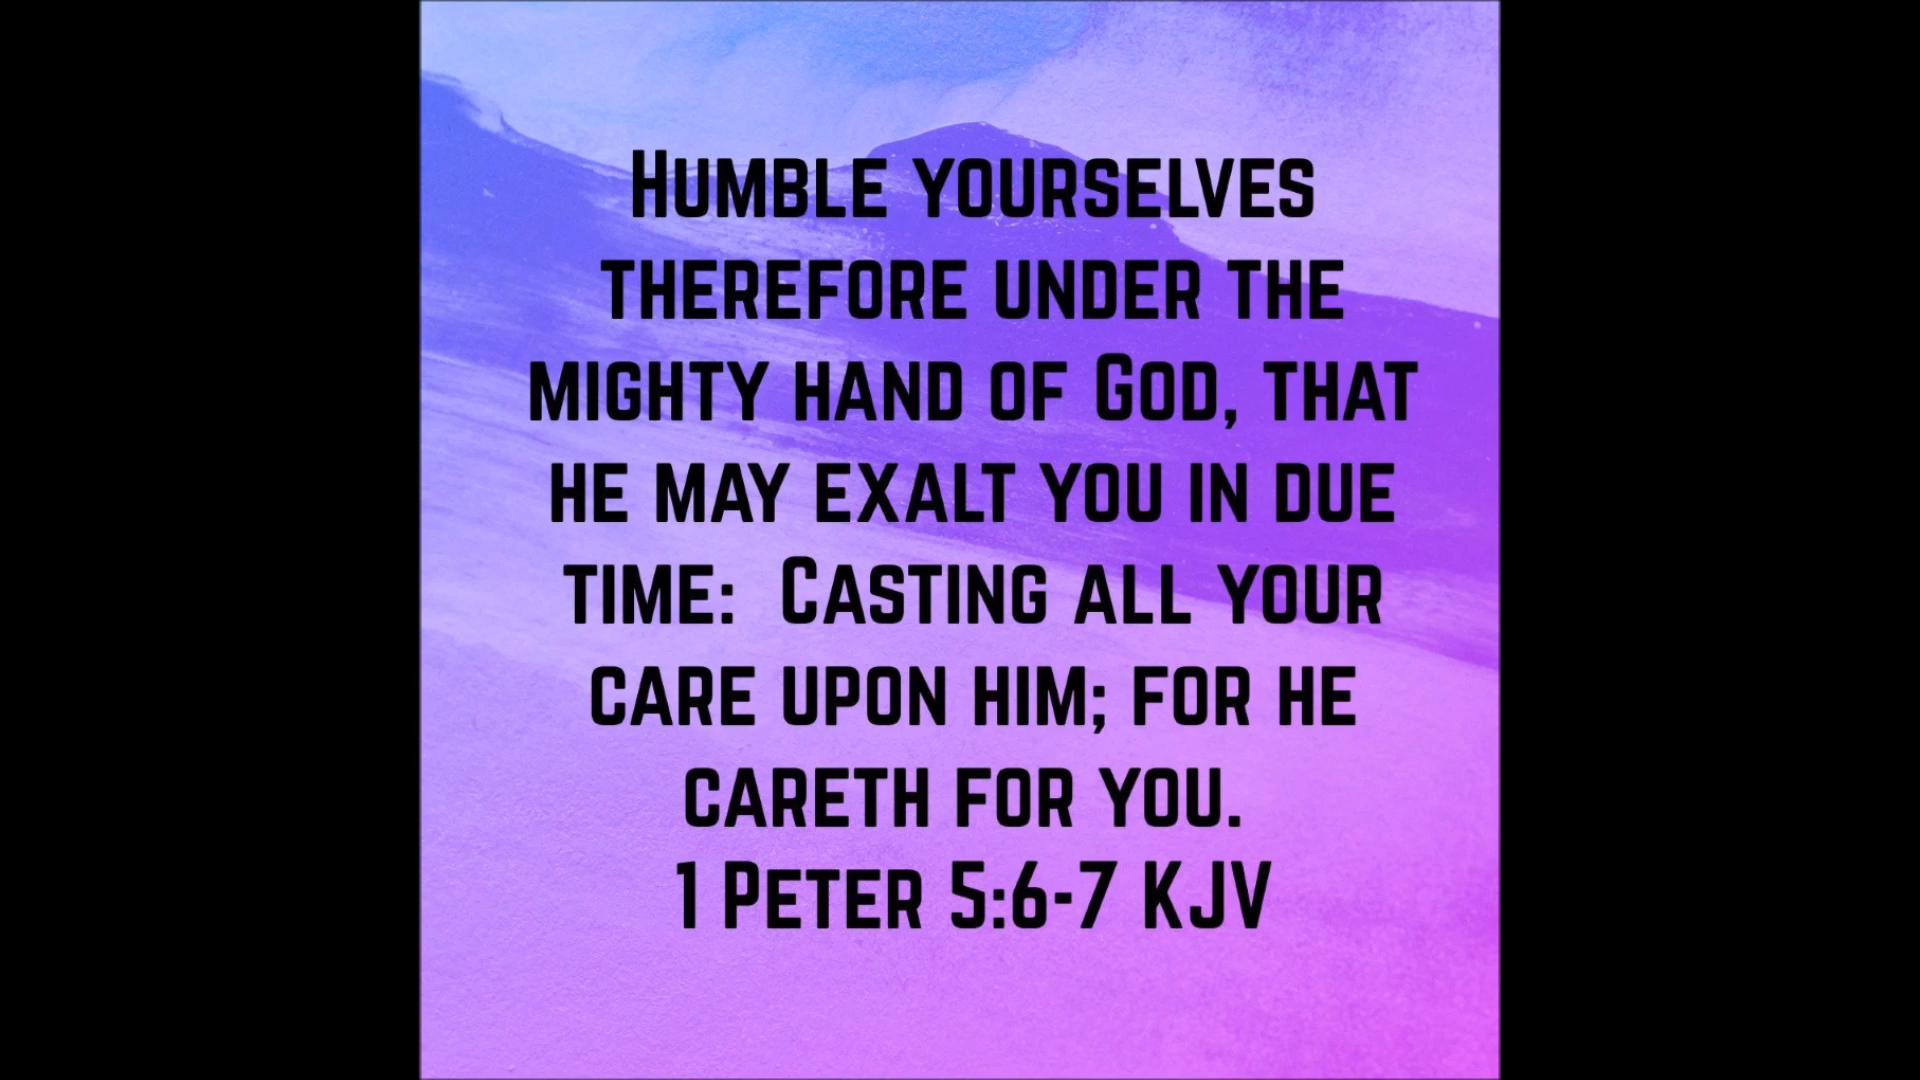 Humble yourselves
therefore under the
mighty hand of God, that
he may exalt you in due
time:  Casting all your
care upon him; for he
careth for you.
1 Peter 5:6-7 KJV